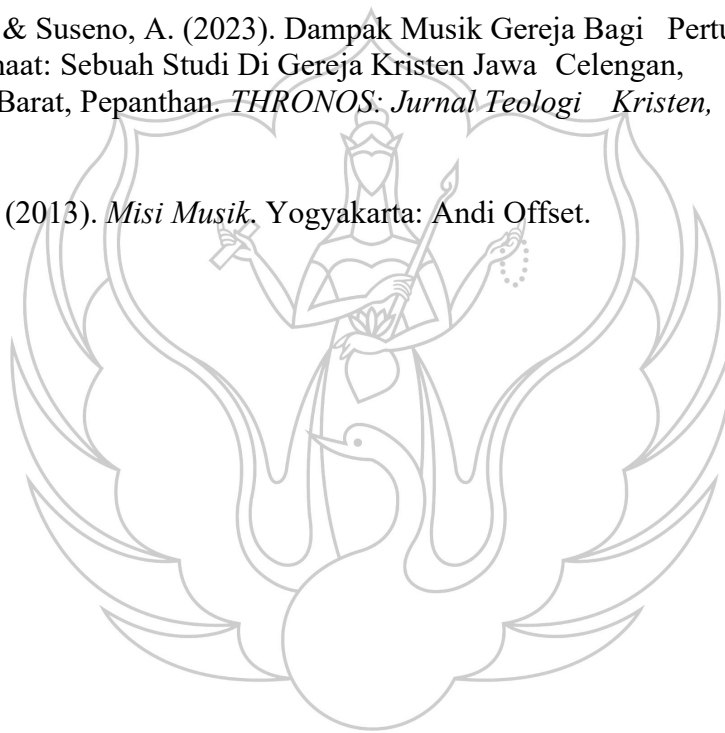 & Suseno, A. (2023). Dampak Musik Gereja Bagi Pertu
naat: Sebuah Studi Di Gereja Kristen Jawa Celengan,
Barat, Pepanthan. THRONOS: Jurnal Teologi Kristen,
(2013). Misi Musik. Yogyakarta: Andi Offset.